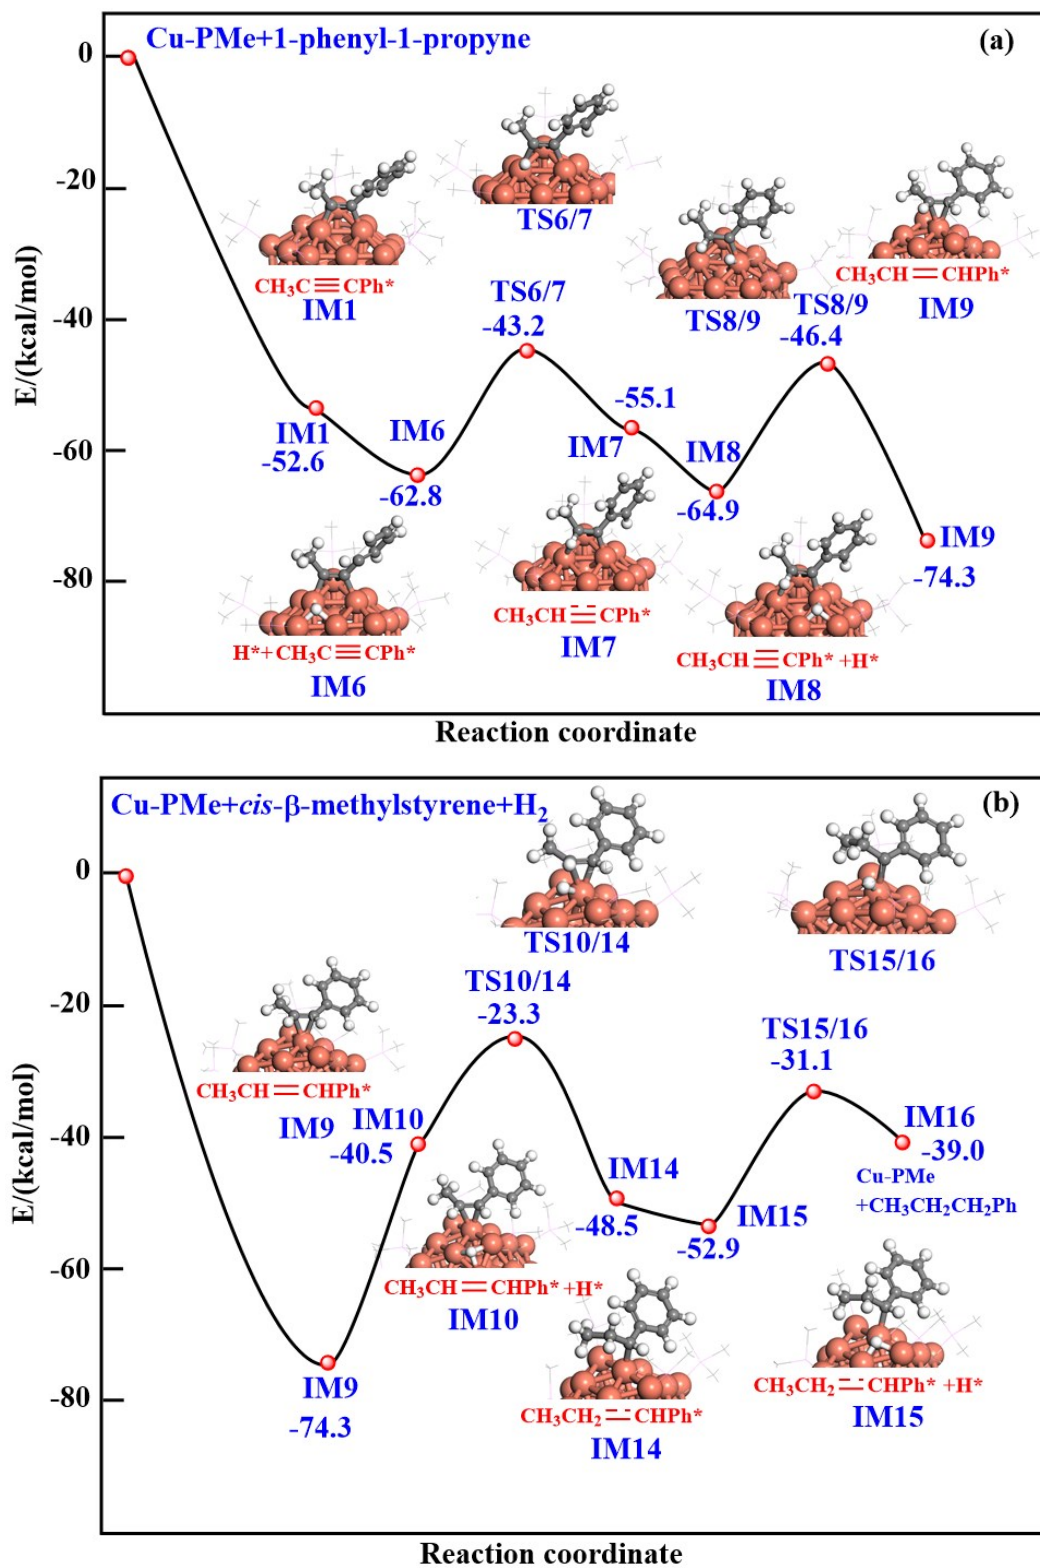 Cu-PMe+1-phenyl-1-propyne
(a)
0
-20
-40
-60
-80
E/(kcal/mol)
TS6/7
TS8/9
CH₃CH=CHPh*
IM9
CH₃C≡CPh*
IM1
TS6/7
-43.2
TS8/9
-46.4
IM1
-52.6
IM6
-62.8
-55.1
IM7
IM8
-64.9
IM9
-74.3
H*+CH₃C≡CPh*
IM6
CH₃CH=CPh*
IM7
CH₃CH≡CPh* +H*
IM8
Reaction coordinate
Cu-PMe+cis-β-methylstyrene+H₂
(b)
0
-20
-40
-60
-80
E/(kcal/mol)
TS10/14
TS15/16
TS10/14
-23.3
TS15/16
-31.1
CH₃CH=CHPh*
IM9
IM10
-40.5
IM16
-39.0
Cu-PMe
+CH₃CH₂CH₂Ph
IM14
-48.5
IM15
-52.9
CH₃CH=CHPh* +H*
IM10
IM9
-74.3
CH₃CH₂=CHPh*
IM14
CH₃CH₂=CHPh* +H*
IM15
Reaction coordinate